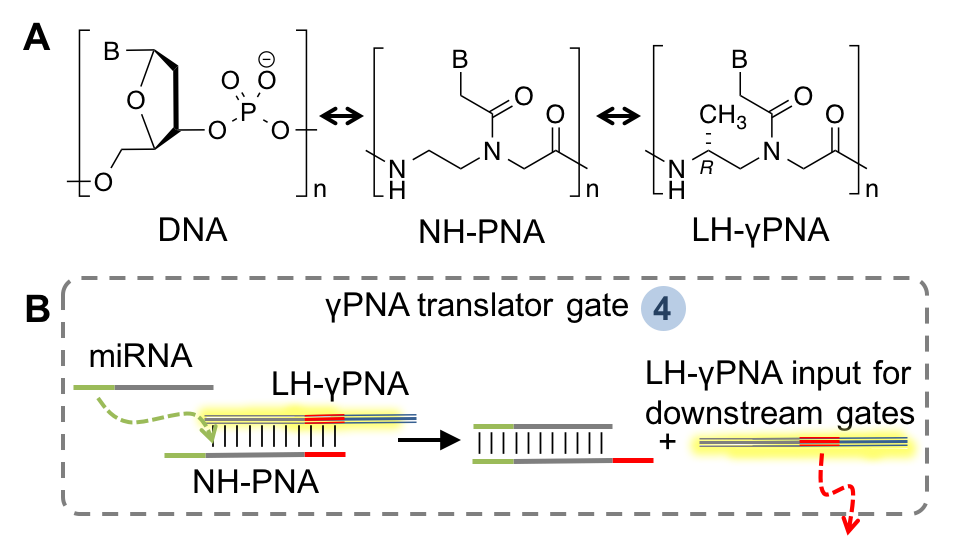 A
B
O
O
O
P
O
⊖
O
O
n
DNA
B
O
O
N
H
N
n
NH-PNA
B
CH3
O
O
N
H
R
N
n
LH-γPNA
B
γPNA translator gate 4
miRNA
LH-γPNA
NH-PNA
LH-γPNA input for
downstream gates
+